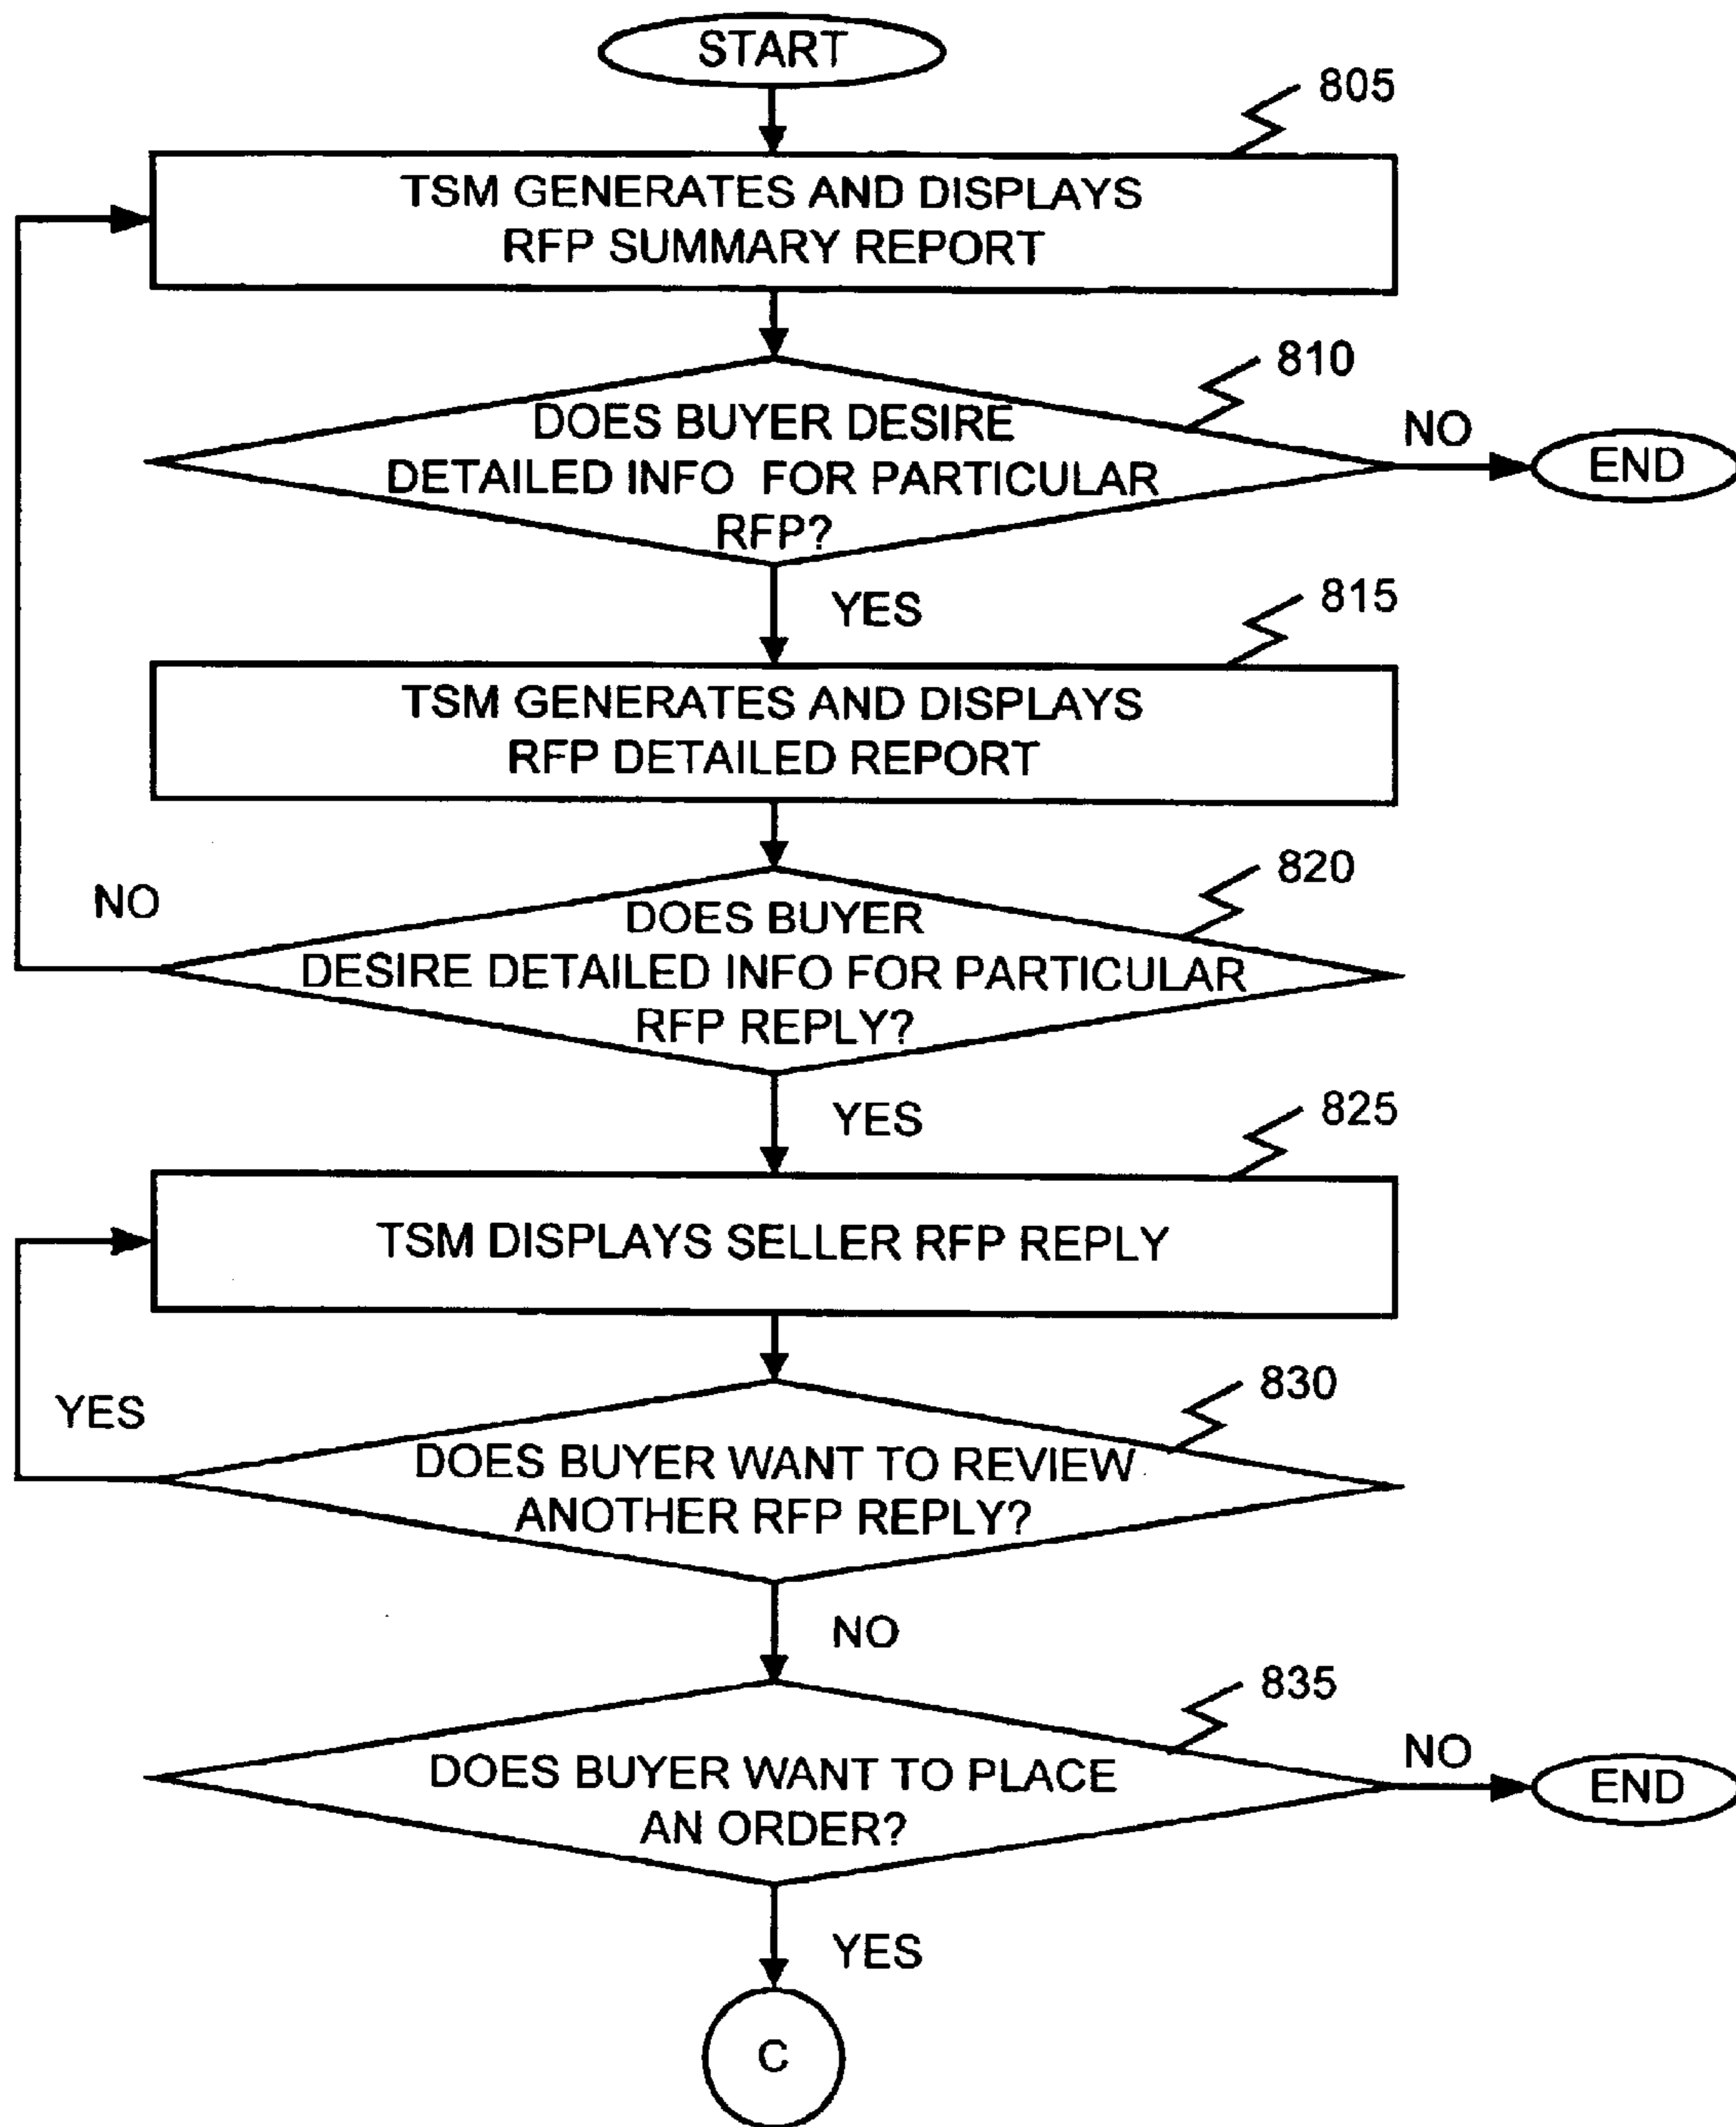 START
805
TSM GENERATES AND DISPLAYS
RFP SUMMARY REPORT
810
DOES BUYER DESIRE
DETAILED INFO FOR PARTICULAR
RFP?
NO
END
YES
815
TSM GENERATES AND DISPLAYS
RFP DETAILED REPORT
820
NO
DOES BUYER
DESIRE DETAILED INFO FOR PARTICULAR
RFP REPLY?
YES
825
TSM DISPLAYS SELLER RFP REPLY
830
YES
DOES BUYER WANT TO REVIEW
ANOTHER RFP REPLY?
NO
835
DOES BUYER WANT TO PLACE
AN ORDER?
NO
END
YES
C